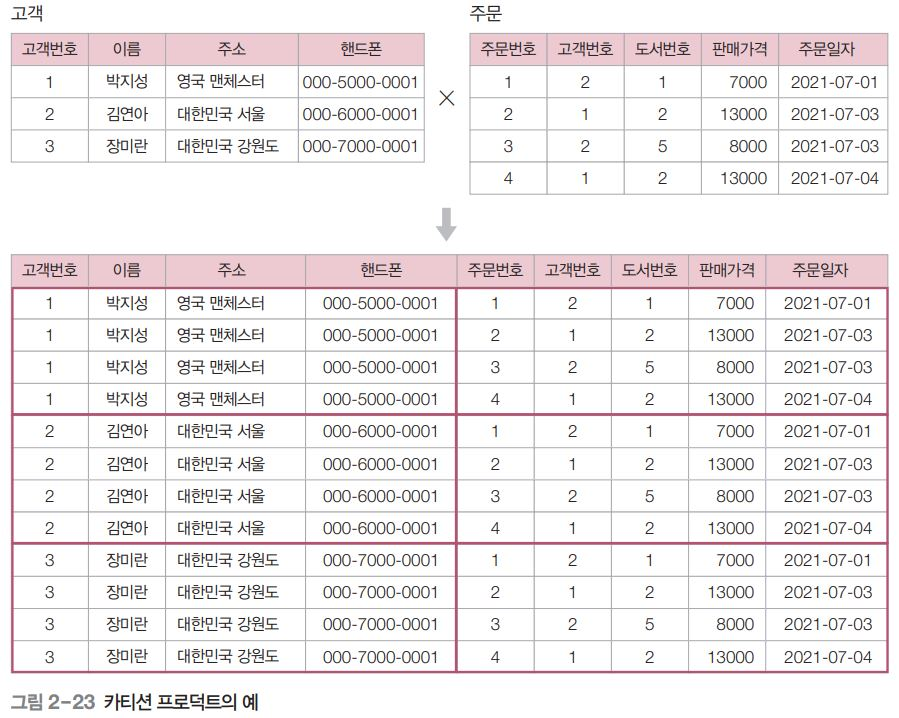 고객
고객번호 이름 주소 핸드폰
1 박지성 영국 맨체스터 000-5000-0001
2 김연아 대한민국 서울 000-6000-0001
3 장미란 대한민국 강원도 000-7000-0001
×
주문
주문번호 고객번호 도서번호 판매가격 주문일자
1 2 1 7000 2021-07-01
2 1 2 13000 2021-07-03
3 2 5 8000 2021-07-03
4 1 2 13000 2021-07-04
고객번호 이름 주소 핸드폰 주문번호 고객번호 도서번호 판매가격 주문일자
1 박지성 영국 맨체스터 000-5000-0001 1 2 1 7000 2021-07-01
1 박지성 영국 맨체스터 000-5000-0001 2 1 2 13000 2021-07-03
1 박지성 영국 맨체스터 000-5000-0001 3 2 5 8000 2021-07-03
1 박지성 영국 맨체스터 000-5000-0001 4 1 2 13000 2021-07-04
2 김연아 대한민국 서울 000-6000-0001 1 2 1 7000 2021-07-01
2 김연아 대한민국 서울 000-6000-0001 2 1 2 13000 2021-07-03
2 김연아 대한민국 서울 000-6000-0001 3 2 5 8000 2021-07-03
2 김연아 대한민국 서울 000-6000-0001 4 1 2 13000 2021-07-04
3 장미란 대한민국 강원도 000-7000-0001 1 2 1 7000 2021-07-01
3 장미란 대한민국 강원도 000-7000-0001 2 1 2 13000 2021-07-03
3 장미란 대한민국 강원도 000-7000-0001 3 2 5 8000 2021-07-03
3 장미란 대한민국 강원도 000-7000-0001 4 1 2 13000 2021-07-04
그림 2-23 카티션 프로덕트의 예